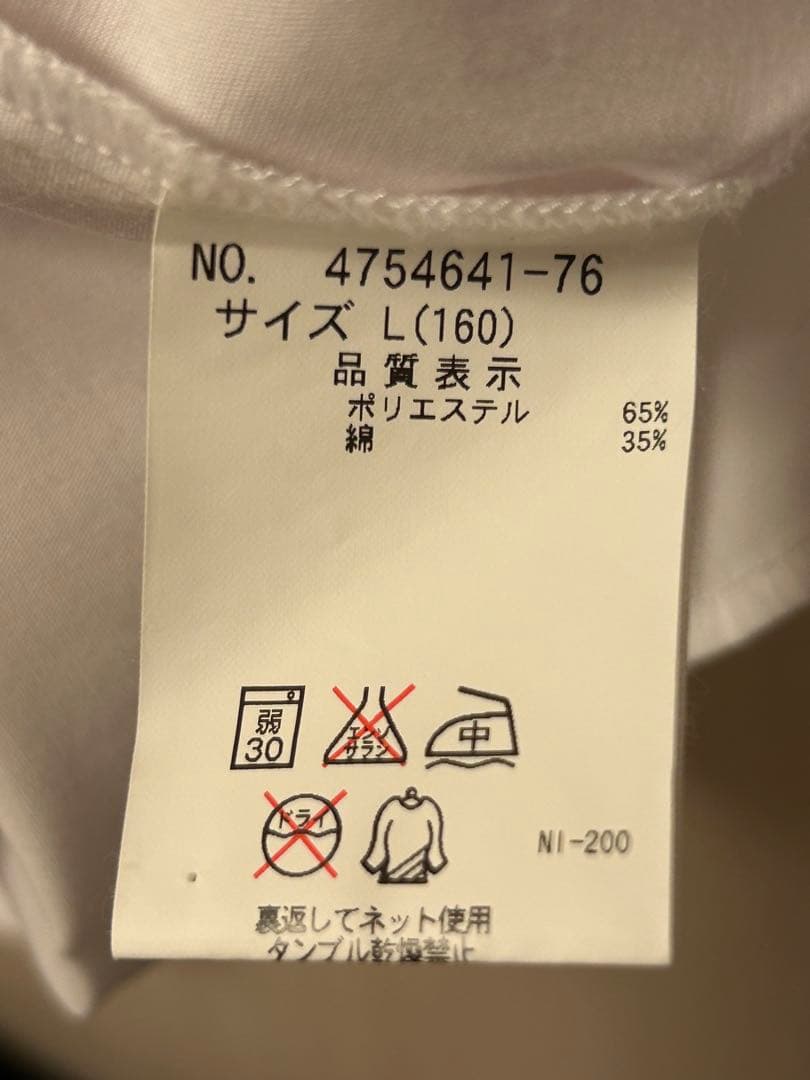 NO. 4754641-76
サイズ L(160)
品質表示
ポリエステル 65%
綿 35%
弱
30
エンソ
サラシ
中
ドライ
NI-200
裏返してネット使用
タンブル乾燥禁止